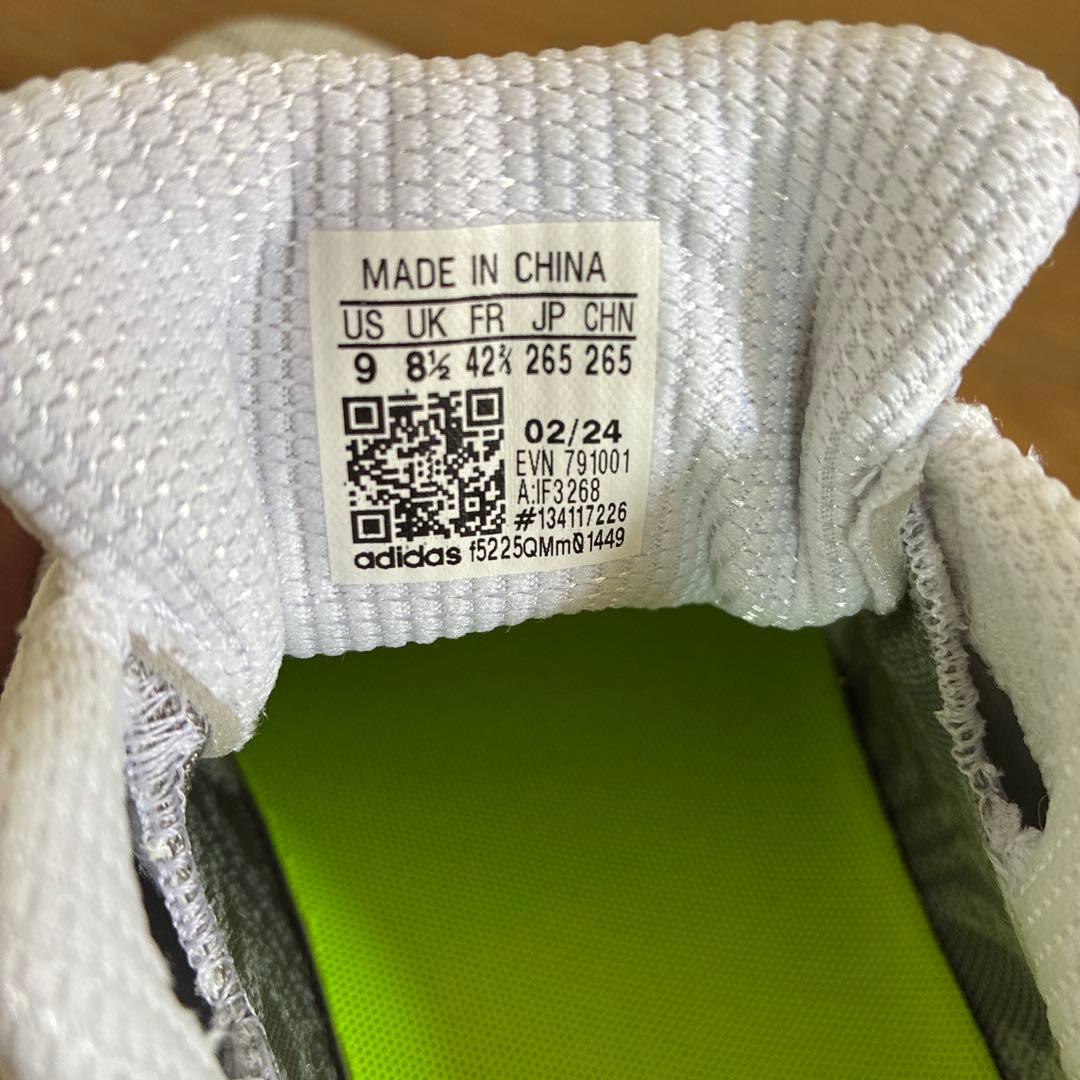 MADE IN CHINA
US UK FR JP CHN
9 8½ 42⅔ 265 265
02/24
EVN 791001
A:IF3268
#134117226
adidas f5225QMmQ1449